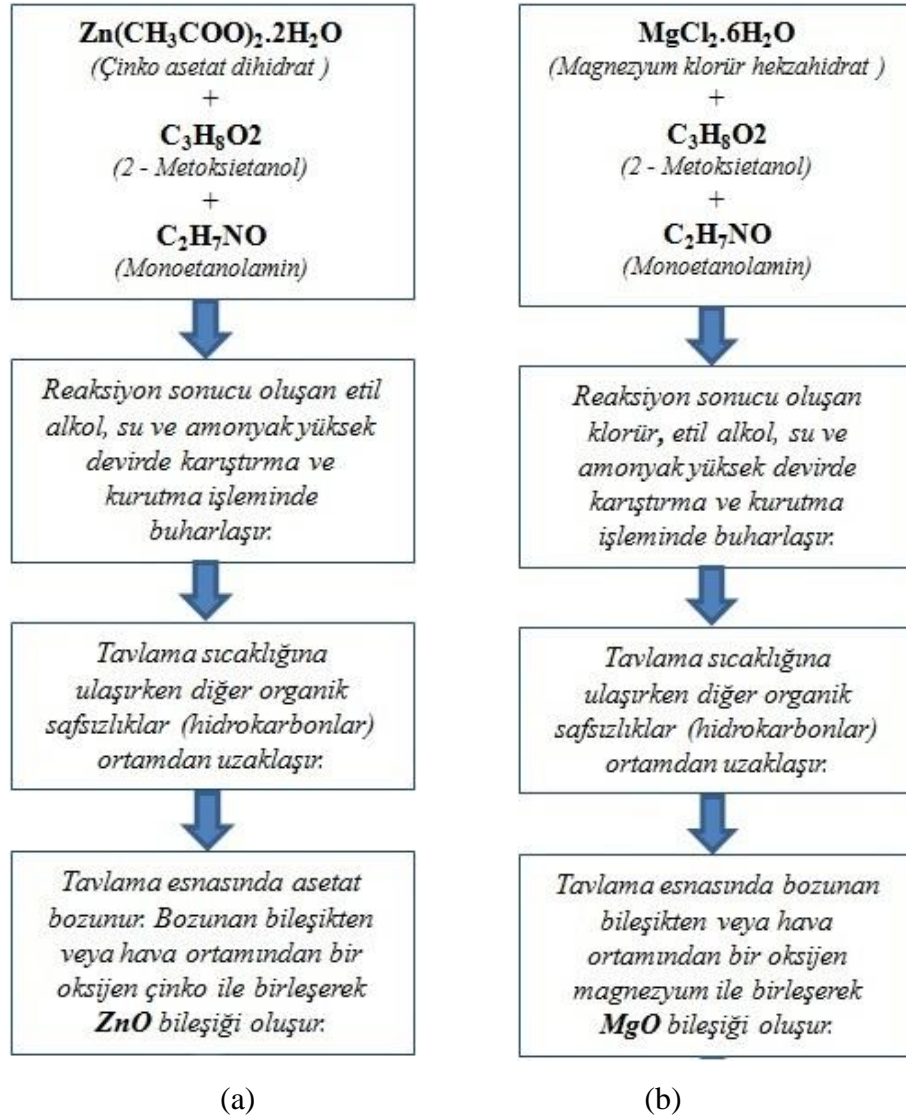 Zn(CH₃COO)₂.2H₂O
(Çinko asetat dihidrat )
+
C₃H₈O2
(2 - Metoksietanol)
+
C₂H₇NO
(Monoetanolamin)
Reaksiyon sonucu oluşan etil
alkol, su ve amonyak yüksek
devirde karıştırma ve
kurutma işleminde
buharlaşır.
Tavlama sıcaklığına
ulaşırken diğer organik
safsızlıklar (hidrokarbonlar)
ortamdan uzaklaşır.
Tavlama esnasında asetat
bozunur. Bozunan bileşikten
veya hava ortamından bir
oksijen çinko ile birleşerek
ZnO bileşiği oluşur.
(a)
MgCl₂.6H₂O
(Magnezyum klorür hekzahidrat )
+
C₃H₈O2
(2 - Metoksietanol)
+
C₂H₇NO
(Monoetanolamin)
Reaksiyon sonucu oluşan
klorür, etil alkol, su ve
amonyak yüksek devirde
karıştırma ve kurutma
işleminde buharlaşır.
Tavlama sıcaklığına
ulaşırken diğer organik
safsızlıklar (hidrokarbonlar)
ortamdan uzaklaşır.
Tavlama esnasında bozunan
bileşikten veya hava
ortamından bir oksijen
magnezyum ile birleşerek
MgO bileşiği oluşur.
(b)